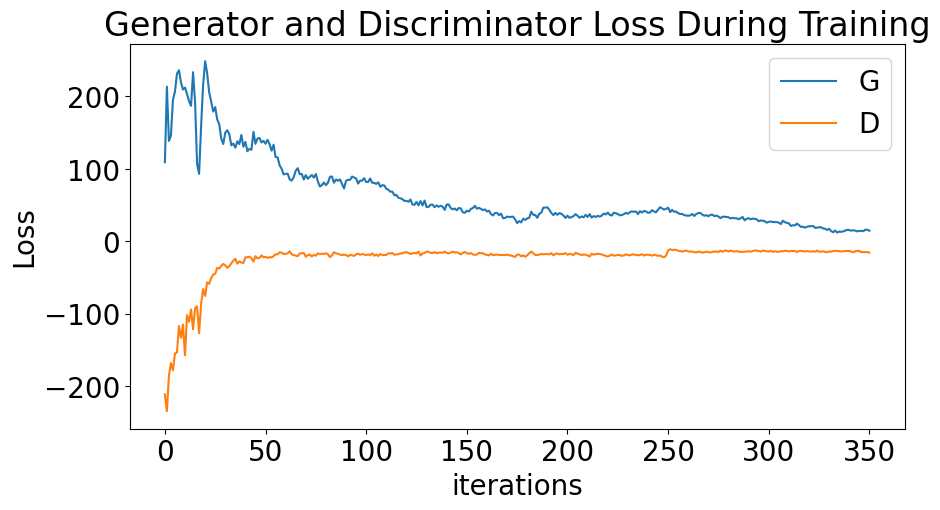 Generator and Discriminator Loss During Training
G
D
Loss
200
100
0
−100
−200
0 50 100 150 200 250 300 350
iterations